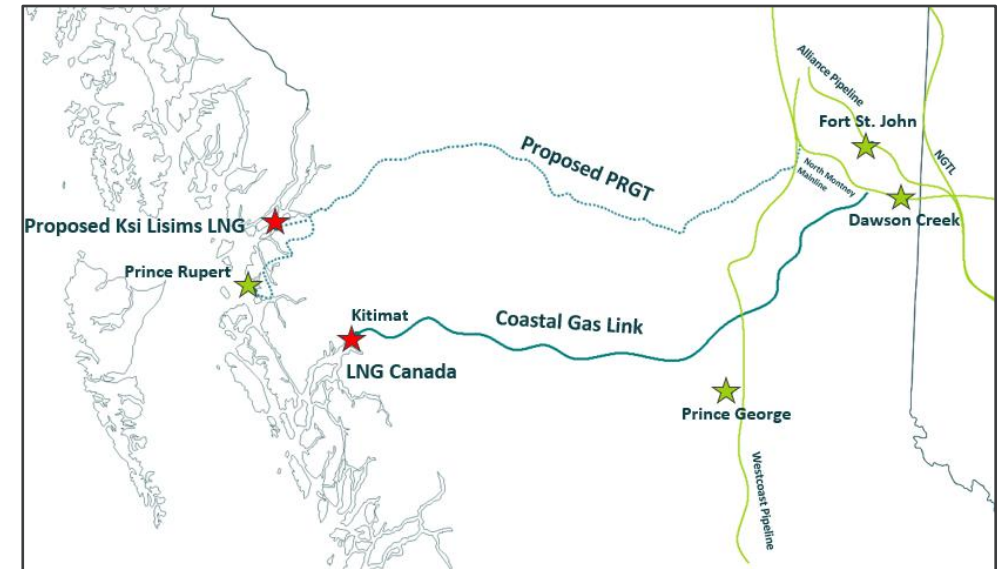 Alliance Pipeline
Fort St. John
NGTL
North Montney
Mainline
Dawson Creek
Proposed PRGT
Proposed Ksi Lisims LNG
Prince Rupert
Kitimat
LNG Canada
Coastal Gas Link
Prince George
Westcoast Pipeline